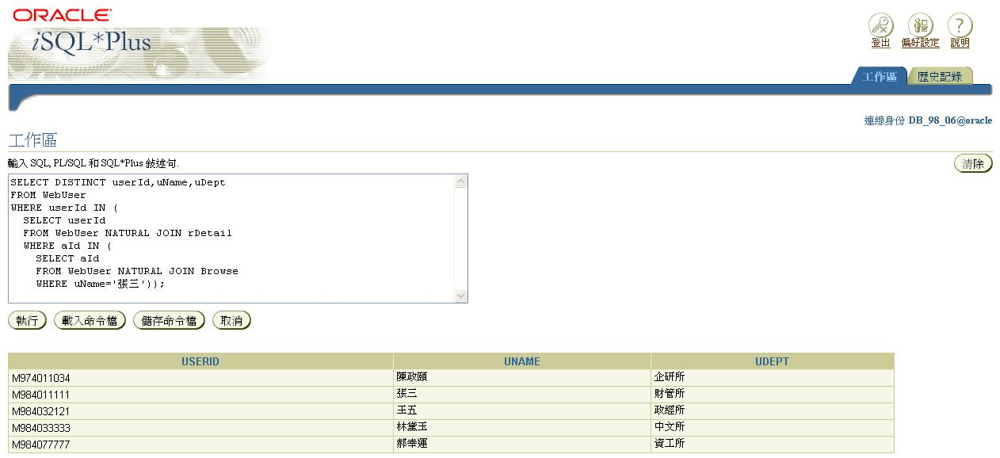 ORACLE
iSQL*Plus
登出 偏好設定 說明
工作區 歷史記錄
連線身份 DB_98_06@oracle
工作區
輸入 SQL, PL/SQL 和 SQL*Plus 敘述句.
清除
SELECT DISTINCT userId,uName,uDept
FROM WebUser
WHERE userId IN (
SELECT userId
FROM WebUser NATURAL JOIN rDetail
WHERE aId IN (
SELECT aId
FROM WebUser NATURAL JOIN Browse
WHERE uName='張三'));
執行 載入命令檔 儲存命令檔 取消
USERID UNAME UDEPT
M974011034 陳政頤 企研所
M984011111 張三 財管所
M984032121 王五 政經所
M984033333 林黛玉 中文所
M984077777 郝幸運 資工所